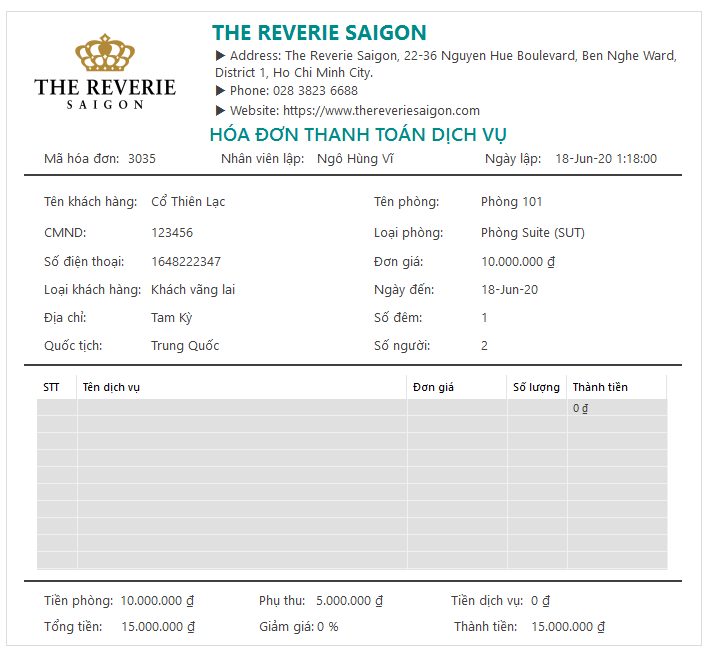 THE REVERIE
SAIGON
THE REVERIE SAIGON
▶ Address: The Reverie Saigon, 22-36 Nguyen Hue Boulevard, Ben Nghe Ward,
District 1, Ho Chi Minh City.
▶ Phone: 028 3823 6688
▶ Website: https://www.thereveriesaigon.com
HÓA ĐƠN THANH TOÁN DỊCH VỤ
Mã hóa đơn: 3035 Nhân viên lập: Ngô Hùng Vĩ Ngày lập: 18-Jun-20 1:18:00
Tên khách hàng: Cổ Thiên Lạc Tên phòng: Phòng 101
CMND: 123456 Loại phòng: Phòng Suite (SUT)
Số điện thoại: 1648222347 Đơn giá: 10.000.000 ₫
Loại khách hàng: Khách vãng lai Ngày đến: 18-Jun-20
Địa chỉ: Tam Kỳ Số đêm: 1
Quốc tịch: Trung Quốc Số người: 2
STT Tên dịch vụ Đơn giá Số lượng Thành tiền
0 ₫
Tiền phòng: 10.000.000 ₫ Phụ thu: 5.000.000 ₫ Tiền dịch vụ: 0 ₫
Tổng tiền: 15.000.000 ₫ Giảm giá: 0 % Thành tiền: 15.000.000 ₫